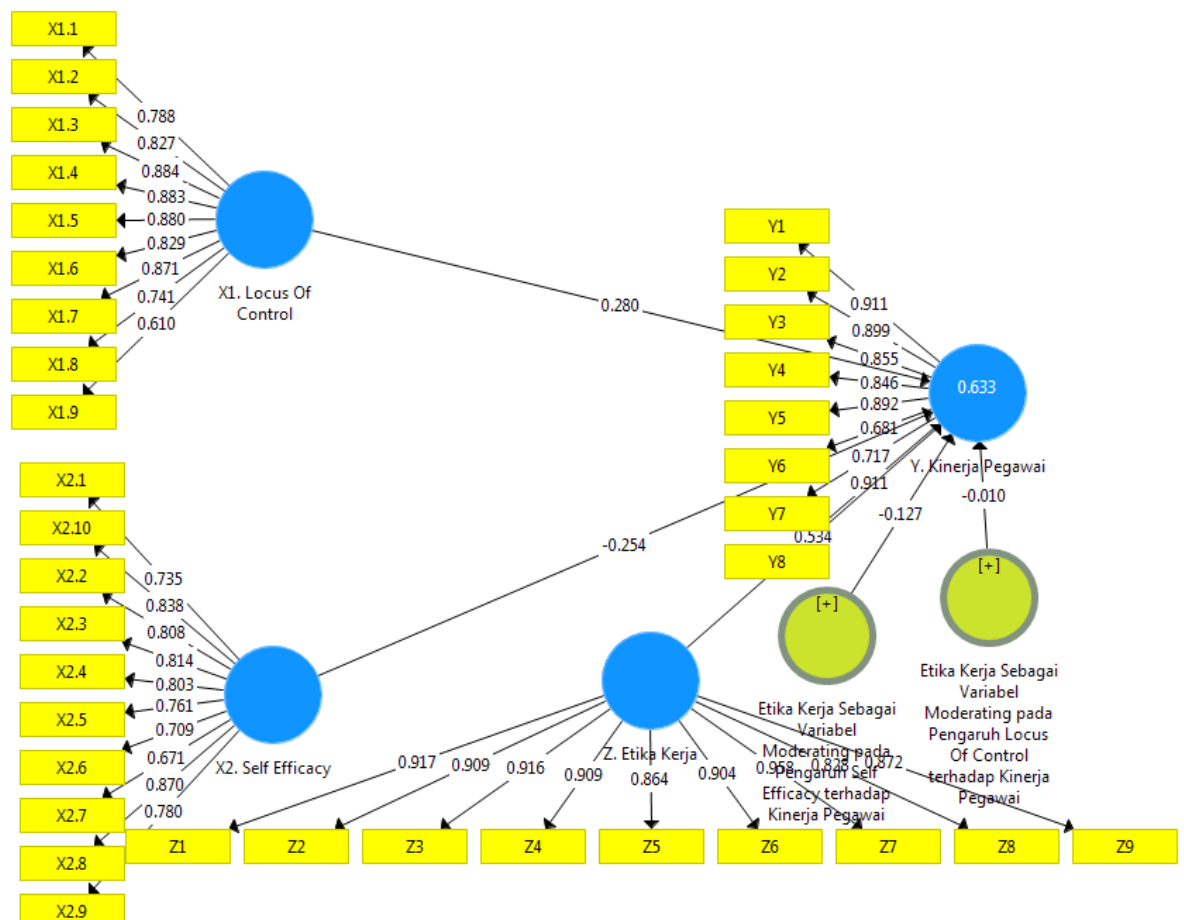 X1.1
X1.2
X1.3
X1.4
X1.5
X1.6
X1.7
X1.8
X1.9
0.788
0.827
0.884
0.883
0.880
0.829
0.871
0.741
0.610
X1. Locus Of
Control
0.280
X2.1
X2.10
X2.2
X2.3
X2.4
X2.5
X2.6
X2.7
X2.8
X2.9
0.735
0.838
0.808
0.814
0.803
0.761
0.709
0.671
0.870
0.780
X2. Self Efficacy
-0.254
Y1
Y2
Y3
Y4
Y5
Y6
Y7
Y8
0.911
0.899
0.855
0.846
0.892
0.681
0.717
0.911
0.633
Y. Kinerja Pegawai
0.534
-0.127
-0.010
[+]
Etika Kerja Sebagai
Variabel
Moderating pada
Pengaruh Self
Efficacy terhadap
Kinerja Pegawai
[+]
Etika Kerja Sebagai
Variabel
Moderating pada
Pengaruh Locus
Of Control
terhadap Kinerja
Pegawai
Z. Etika Kerja
0.917
0.909
0.916
0.909
0.864
0.904
0.958
0.872
Z1
Z2
Z3
Z4
Z5
Z6
Z7
Z8
Z9